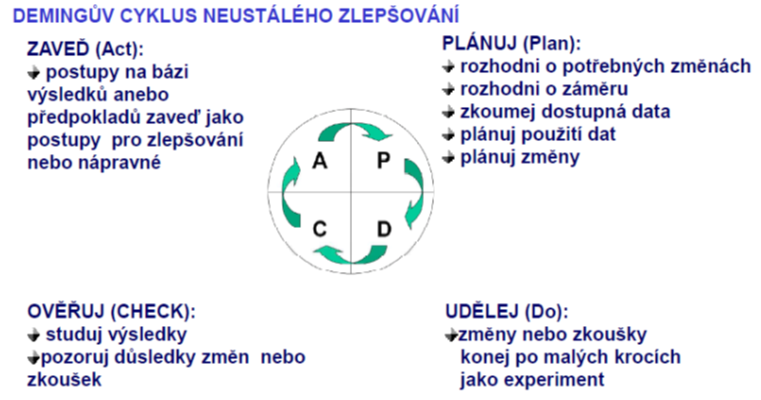 DEMINGŮV CYKLUS NEUSTÁLÉHO ZLEPŠOVÁNÍ
ZAVEĎ (Act):
postupy na bázi
výsledků anebo
předpokladů zaveď jako
postupy pro zlepšování
nebo nápravné
PLÁNUJ (Plan):
rozhodni o potřebných změnách
rozhodni o záměru
zkoumej dostupná data
plánuj použití dat
plánuj změny
A P
C D
OVĚŘUJ (CHECK):
studuj výsledky
pozoruj důsledky změn nebo
zkoušek
UDĚLEJ (Do):
změny nebo zkoušky
konej po malých krocích
jako experiment